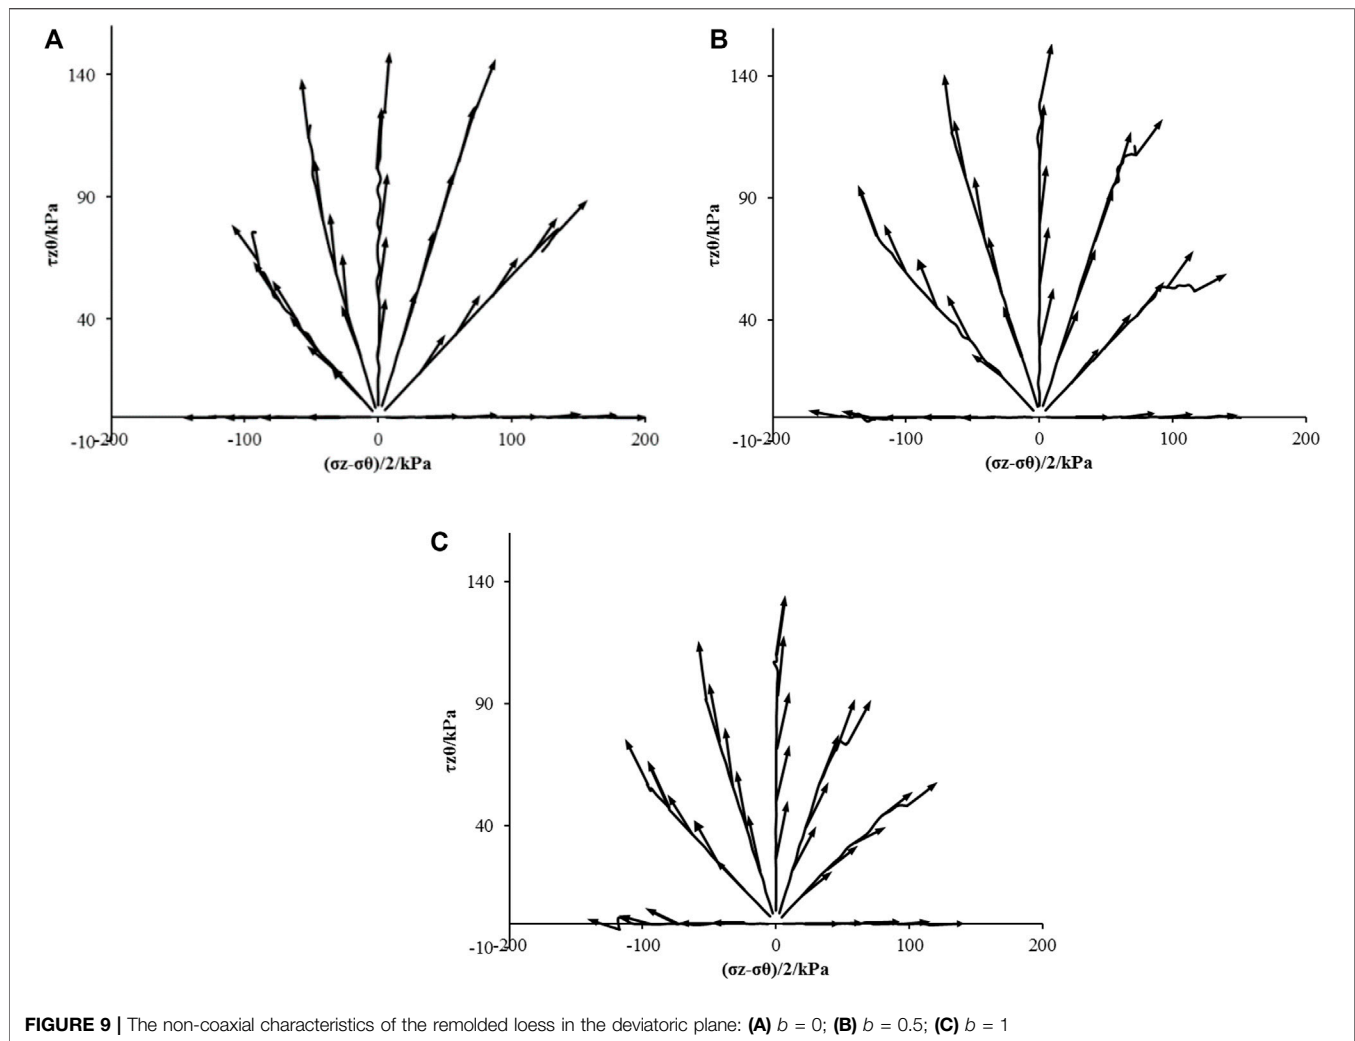 A
140
90
40
-10
-200
-100
0
100
200
τzθ/kPa
(σz-σθ)/2/kPa
B
140
90
40
-10
-200
-100
0
100
200
τzθ/kPa
(σz-σθ)/2/kPa
C
140
90
40
-10
-200
-100
0
100
200
τzθ/kPa
(σz-σθ)/2/kPa
FIGURE 9 | The non-coaxial characteristics of the remolded loess in the deviatoric plane: (A) b = 0; (B) b = 0.5; (C) b = 1